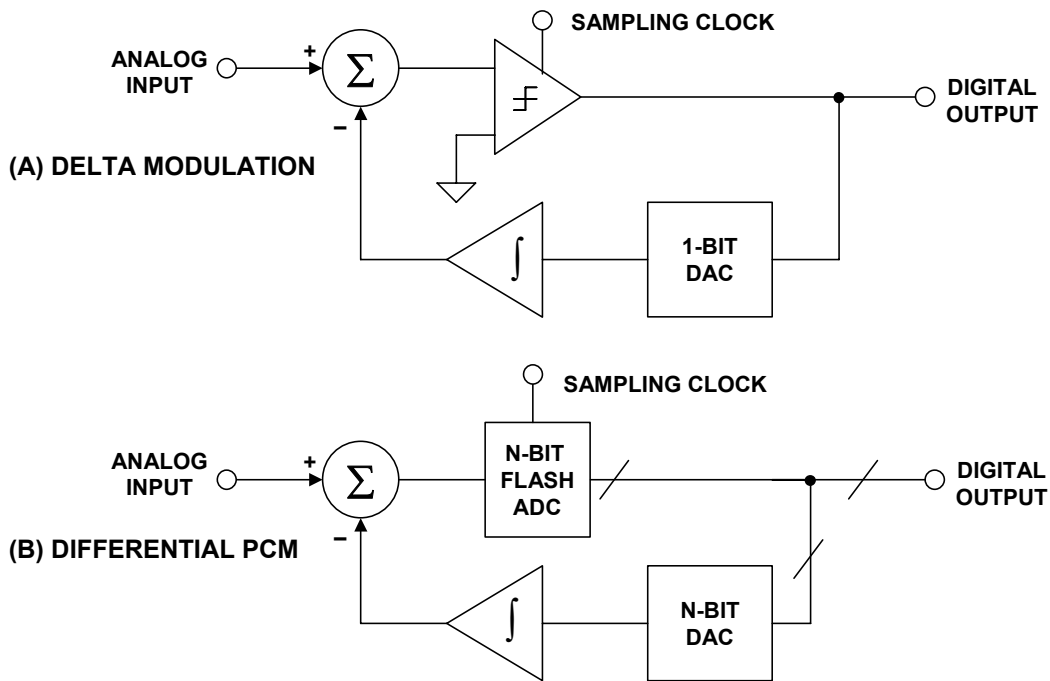 SAMPLING CLOCK
ANALOG
INPUT
+
Σ
DIGITAL
OUTPUT
−
(A) DELTA MODULATION
∫
1-BIT
DAC
SAMPLING CLOCK
ANALOG
INPUT
+
Σ
N-BIT
FLASH
ADC
DIGITAL
OUTPUT
−
(B) DIFFERENTIAL PCM
∫
N-BIT
DAC